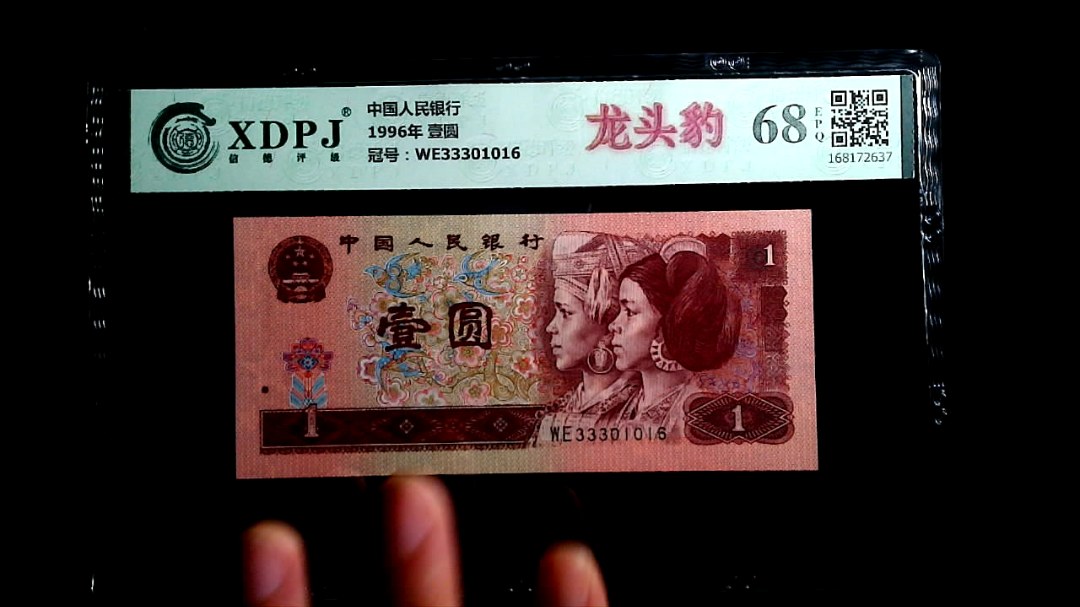 XDPJ®
信德评级
中国人民银行
1996年 壹圆
冠号：WE33301016
龙头豹
68
EPQ
168172637
中国人民银行
1
壹圆
1
WE33301016
1